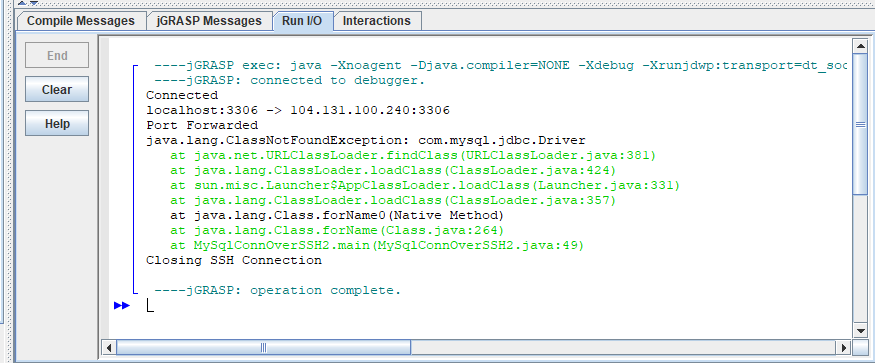 Compile Messages jGRASP Messages Run I/O Interactions
End
Clear
Help
----jGRASP exec: java -Xnoagent -Djava.compiler=NONE -Xdebug -Xrunjdwp:transport=dt_soc
----jGRASP: connected to debugger.
Connected
localhost:3306 -> 104.131.100.240:3306
Port Forwarded
java.lang.ClassNotFoundException: com.mysql.jdbc.Driver
at java.net.URLClassLoader.findClass(URLClassLoader.java:381)
at java.lang.ClassLoader.loadClass(ClassLoader.java:424)
at sun.misc.Launcher$AppClassLoader.loadClass(Launcher.java:331)
at java.lang.ClassLoader.loadClass(ClassLoader.java:357)
at java.lang.Class.forName0(Native Method)
at java.lang.Class.forName(Class.java:264)
at MySqlConnOverSSH2.main(MySqlConnOverSSH2.java:49)
Closing SSH Connection
----jGRASP: operation complete.